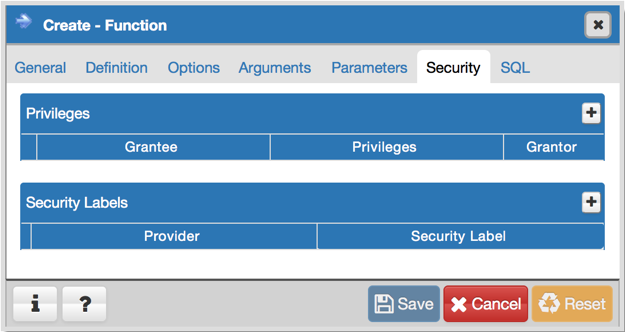 Create - Function
General Definition Options Arguments Parameters Security SQL
Privileges
Grantee Privileges Grantor
Security Labels
Provider Security Label
i ? Save Cancel Reset